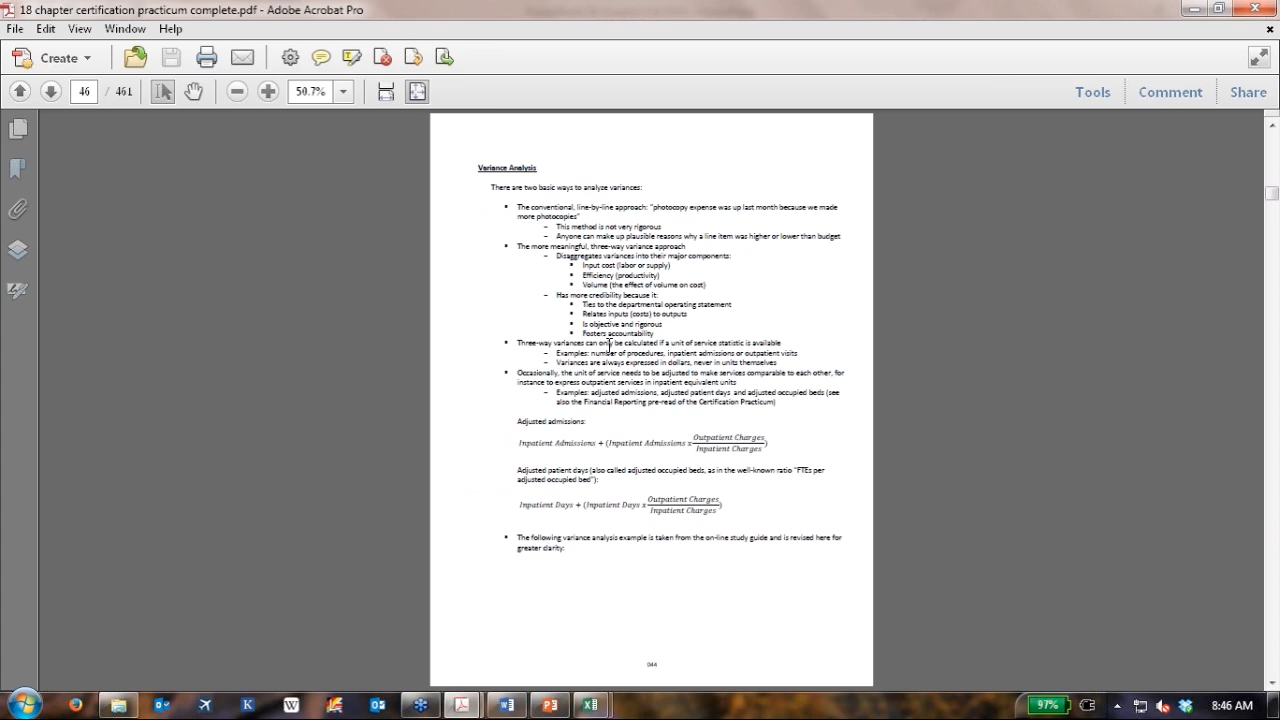 18 chapter certification practicum complete.pdf - Adobe Acrobat Pro
File Edit View Window Help
Create
46 / 461 50.7% Tools Comment Share
Variance Analysis
There are two basic ways to analyze variances:
▪ The conventional, line-by-line approach: "photocopy expense was up last month because we made
more photocopies"
– This method is not very rigorous
– Anyone can make up plausible reasons why a line item was higher or lower than budget
▪ The more meaningful, three-way variance approach
– Disaggregates variances into their major components:
▪ Input cost (labor or supply)
▪ Efficiency (productivity)
▪ Volume (the effect of volume on cost)
– Has more credibility because it:
▪ Ties to the departmental operating statement
▪ Relates inputs (costs) to outputs
▪ Is objective and rigorous
▪ Fosters accountability
▪ Three-way variances can only be calculated if a unit of service statistic is available
– Examples: number of procedures, inpatient admissions or outpatient visits
– Variances are always expressed in dollars, never in units themselves
▪ Occasionally, the unit of service needs to be adjusted to make services comparable to each other, for
instance to express outpatient services in inpatient equivalent units
– Examples: adjusted admissions, adjusted patient days and adjusted occupied beds (see
also the Financial Reporting pre-read of the Certification Practicum)
Adjusted admissions:
Inpatient Admissions + (Inpatient Admissions x Outpatient Charges / Inpatient Charges)
Adjusted patient days (also called adjusted occupied beds, as in the well-known ratio "FTEs per
adjusted occupied bed"):
Inpatient Days + (Inpatient Days x Outpatient Charges / Inpatient Charges)
▪ The following variance analysis example is taken from the on-line study guide and is revised here for
greater clarity:
044
97% 8:46 AM